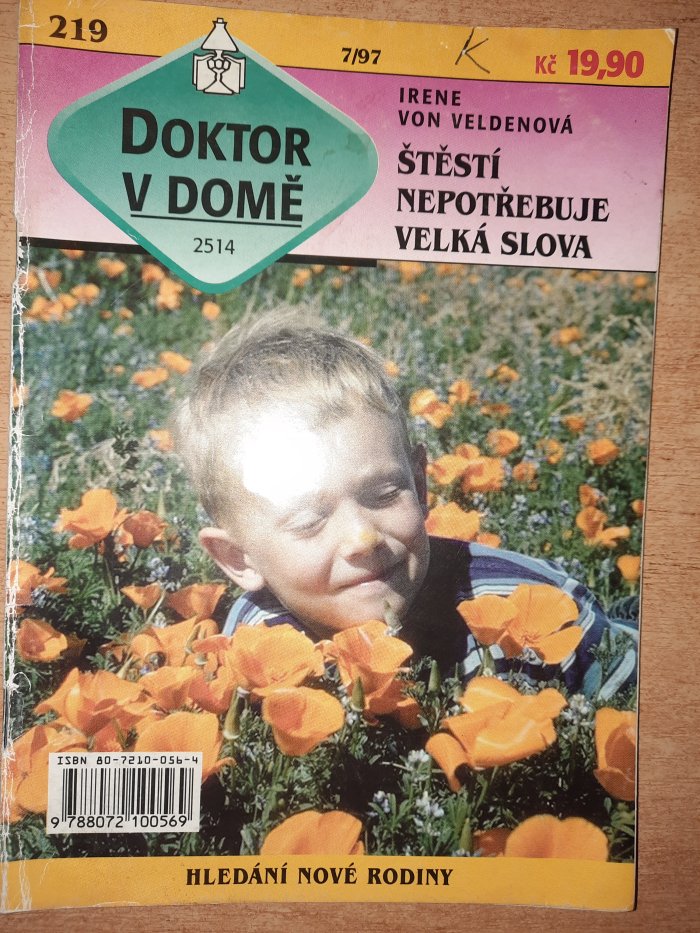 219
7/97
K
Kč 19,90
DOKTOR
V DOMĚ
2514
IRENE
VON VELDENOVÁ
ŠTĚSTÍ
NEPOTŘEBUJE
VELKÁ SLOVA
ISBN 80-7210-056-4
9 788072 100569
HLEDÁNÍ NOVÉ RODINY